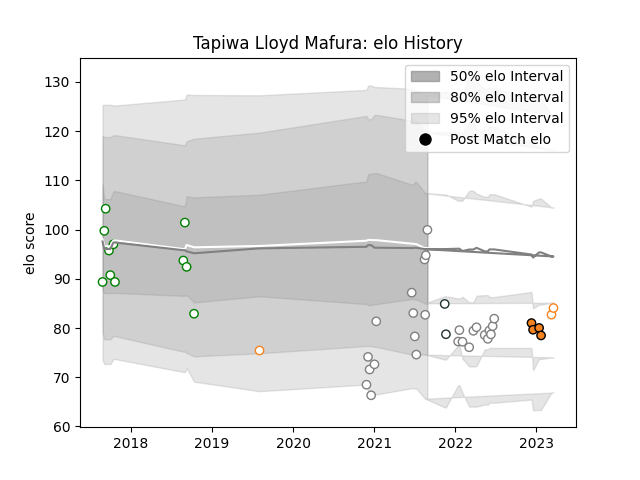 Tapiwa Lloyd Mafura: elo History
50% elo Interval
80% elo Interval
95% elo Interval
Post Match elo
elo score
130
120
110
100
90
80
70
60
2018 2019 2020 2021 2022 2023